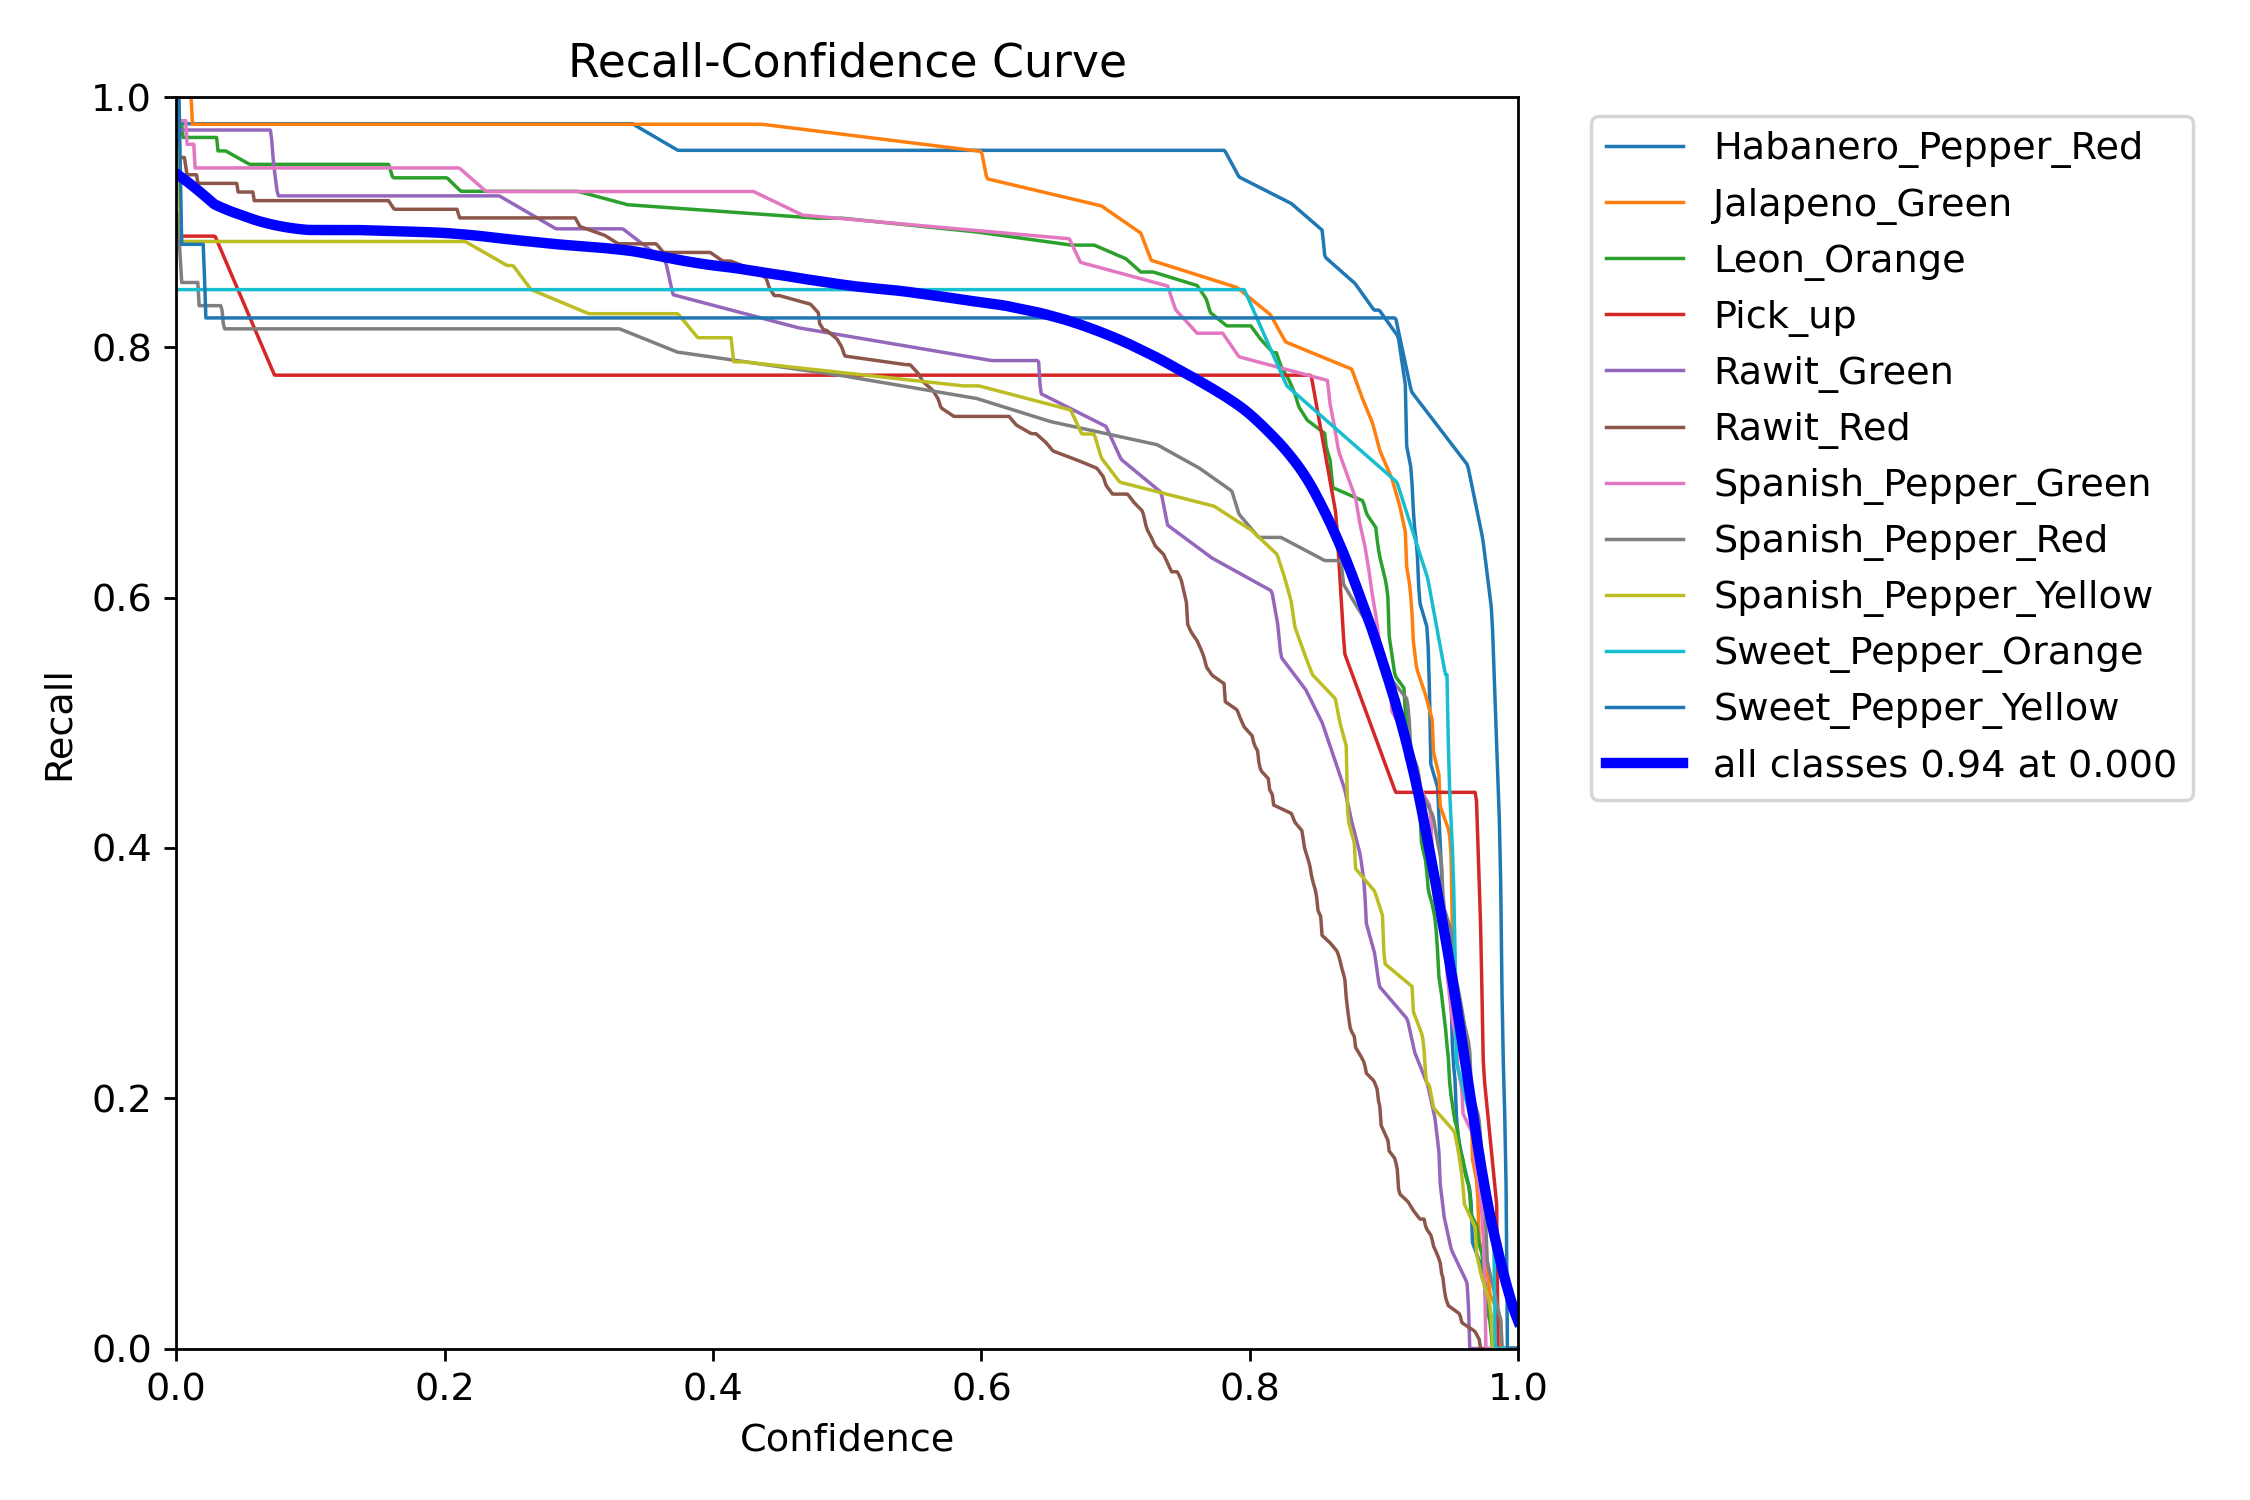 Recall-Confidence Curve
1.0
0.8
0.6
0.4
0.2
0.0
Recall
0.0 0.2 0.4 0.6 0.8 1.0
Confidence
Habanero_Pepper_Red
Jalapeno_Green
Leon_Orange
Pick_up
Rawit_Green
Rawit_Red
Spanish_Pepper_Green
Spanish_Pepper_Red
Spanish_Pepper_Yellow
Sweet_Pepper_Orange
Sweet_Pepper_Yellow
all classes 0.94 at 0.000